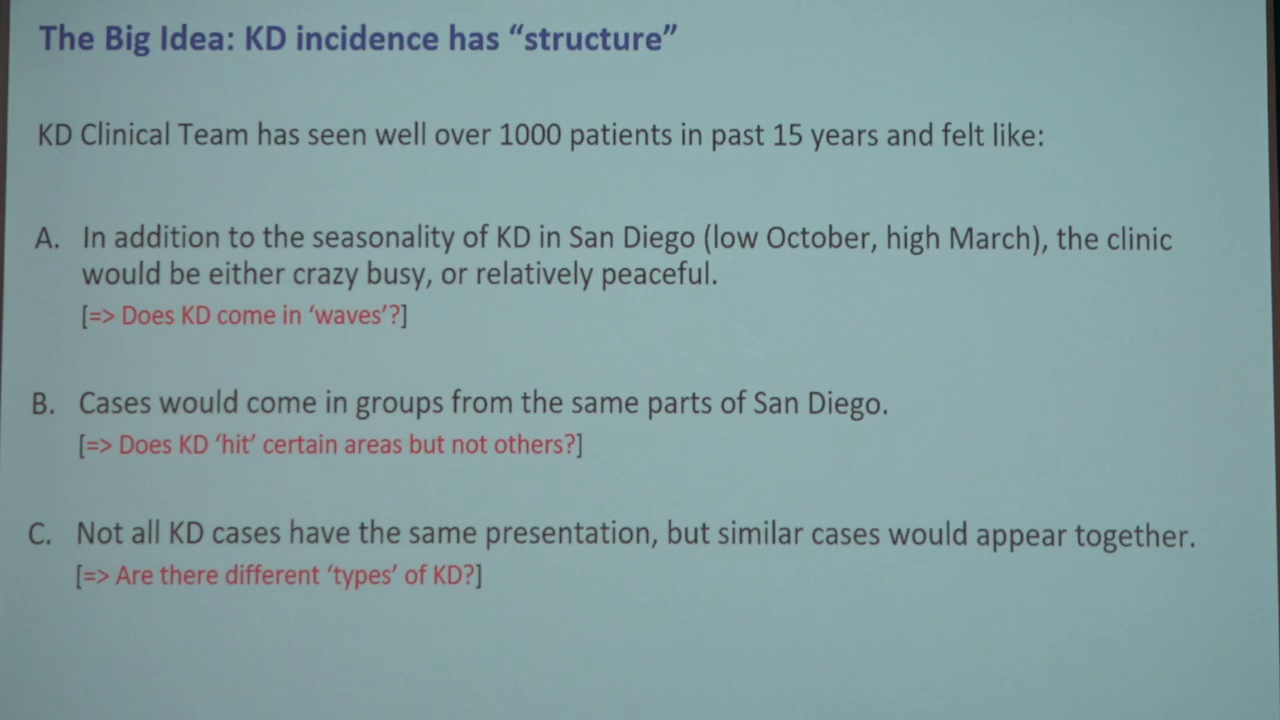 The Big Idea: KD incidence has “structure”
KD Clinical Team has seen well over 1000 patients in past 15 years and felt like:
A. In addition to the seasonality of KD in San Diego (low October, high March), the clinic
would be either crazy busy, or relatively peaceful.
[=> Does KD come in ‘waves’?]
B. Cases would come in groups from the same parts of San Diego.
[=> Does KD ‘hit’ certain areas but not others?]
C. Not all KD cases have the same presentation, but similar cases would appear together.
[=> Are there different ‘types’ of KD?]